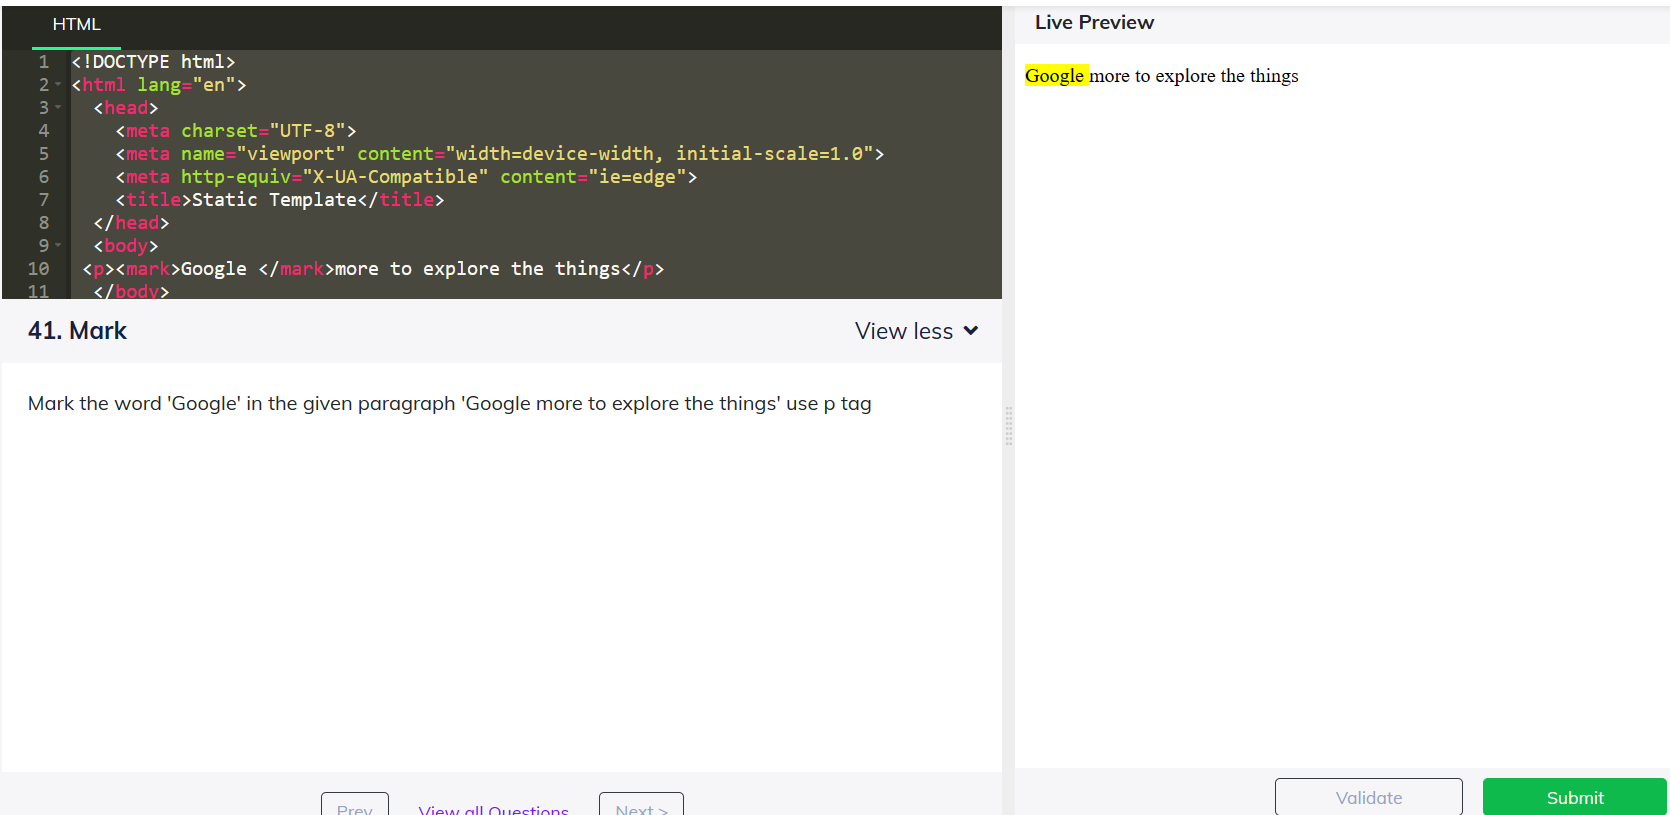 HTML
1 <!DOCTYPE html>
2 <html lang="en">
3 <head>
4 <meta charset="UTF-8">
5 <meta name="viewport" content="width=device-width, initial-scale=1.0">
6 <meta http-equiv="X-UA-Compatible" content="ie=edge">
7 <title>Static Template</title>
8 </head>
9 <body>
10 <p><mark>Google </mark>more to explore the things</p>
11 </body>
41. Mark
View less
Mark the word 'Google' in the given paragraph 'Google more to explore the things' use p tag
Prev
View all Questions
Next >
Live Preview
Google more to explore the things
Validate
Submit